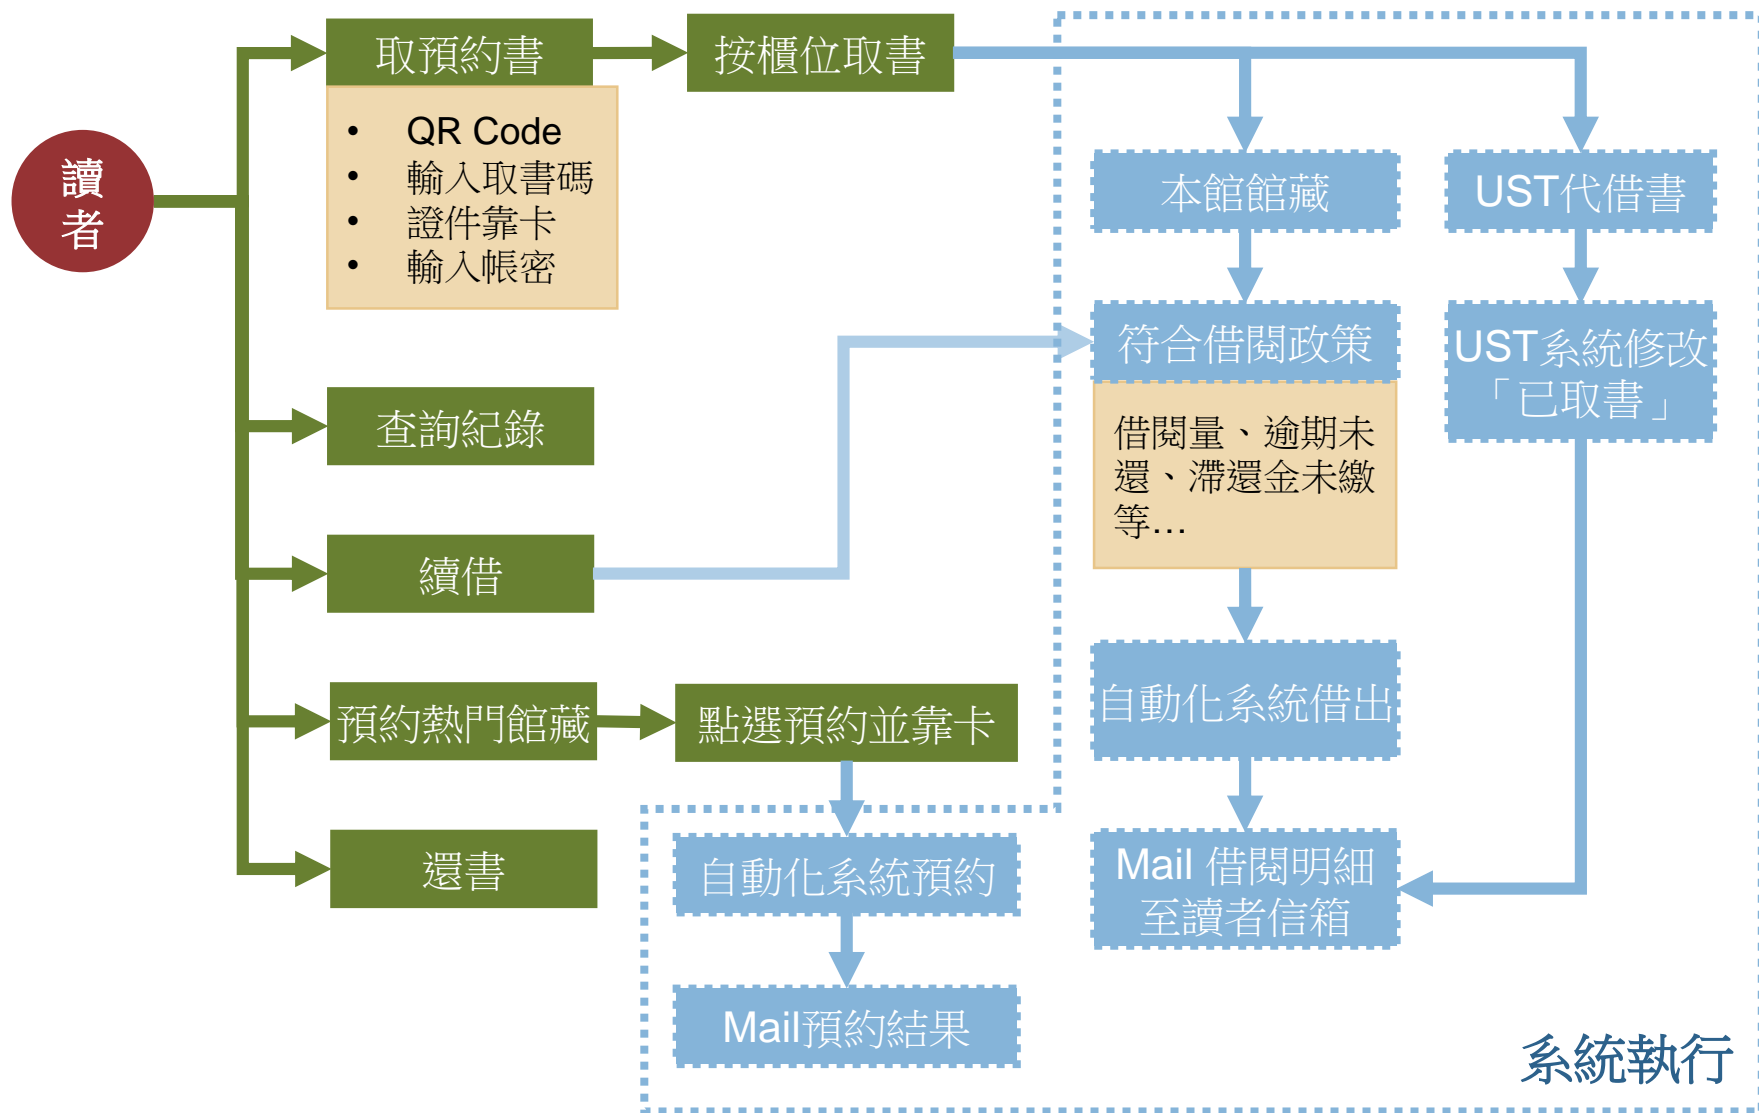 讀
者
取預約書
• QR Code
• 輸入取書碼
• 證件靠卡
• 輸入帳密
按櫃位取書
查詢紀錄
續借
預約熱門館藏
點選預約並靠卡
還書
自動化系統預約
Mail預約結果
本館館藏
符合借閱政策
借閱量、逾期未
還、滯還金未繳
等…
自動化系統借出
Mail 借閱明細
至讀者信箱
UST代借書
UST系統修改
「已取書」
系統執行